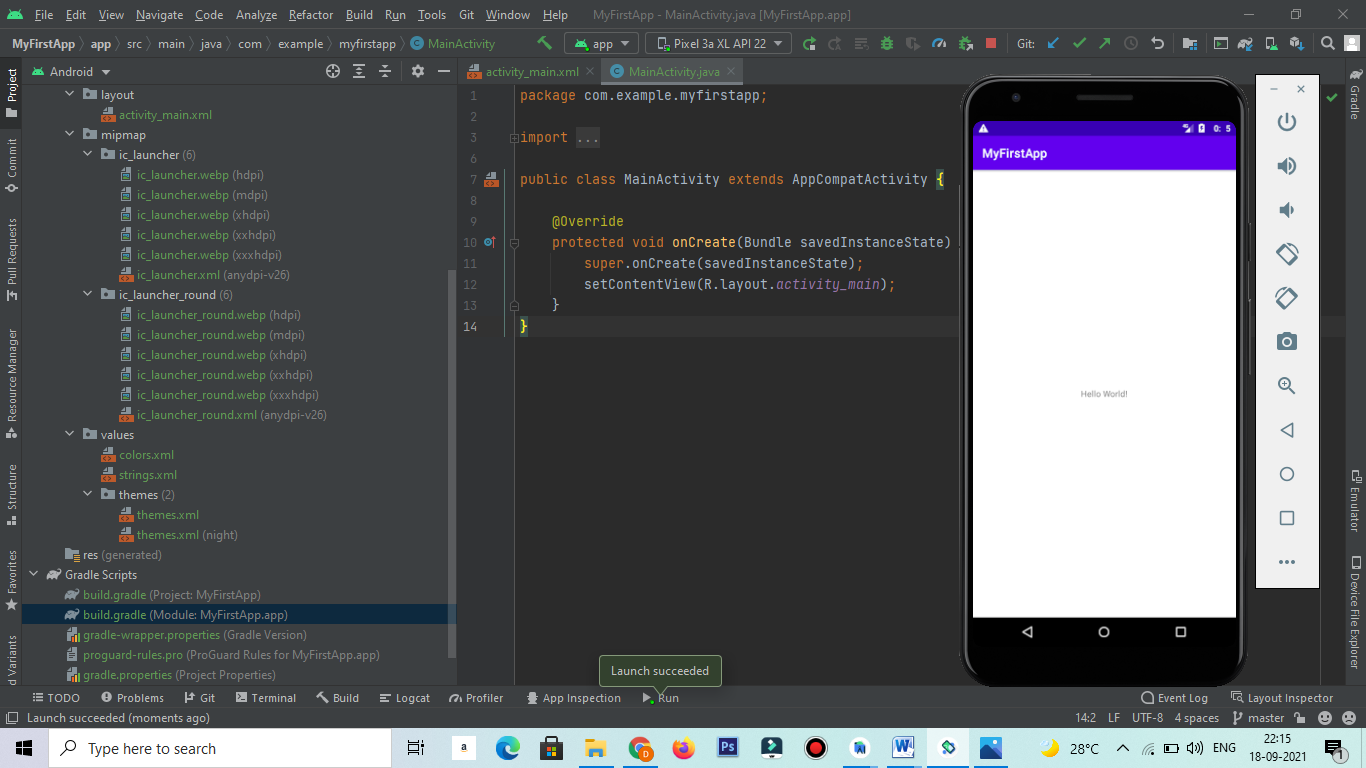 File Edit View Navigate Code Analyze Refactor Build Run Tools Git Window Help MyFirstApp - MainActivity.java [MyFirstApp.app]
MyFirstApp app src main java com example myfirstapp MainActivity app Pixel 3a XL API 22 Git:
Project
Commit
Pull Requests
Resource Manager
Structure
Favorites
d Variants
Android
layout
activity_main.xml
mipmap
ic_launcher (6)
ic_launcher.webp (hdpi)
ic_launcher.webp (mdpi)
ic_launcher.webp (xhdpi)
ic_launcher.webp (xxhdpi)
ic_launcher.webp (xxxhdpi)
ic_launcher.xml (anydpi-v26)
ic_launcher_round (6)
ic_launcher_round.webp (hdpi)
ic_launcher_round.webp (mdpi)
ic_launcher_round.webp (xhdpi)
ic_launcher_round.webp (xxhdpi)
ic_launcher_round.webp (xxxhdpi)
ic_launcher_round.xml (anydpi-v26)
values
colors.xml
strings.xml
themes (2)
themes.xml
themes.xml (night)
res (generated)
Gradle Scripts
build.gradle (Project: MyFirstApp)
build.gradle (Module: MyFirstApp.app)
gradle-wrapper.properties (Gradle Version)
proguard-rules.pro (ProGuard Rules for MyFirstApp.app)
gradle.properties (Project Properties)
activity_main.xml MainActivity.java
1 package com.example.myfirstapp;
2
3 import ...
6
7 public class MainActivity extends AppCompatActivity {
8
9 @Override
10 protected void onCreate(Bundle savedInstanceState)
11 super.onCreate(savedInstanceState);
12 setContentView(R.layout.activity_main);
13 }
14 }
0: 5
MyFirstApp
Hello World!
Gradle
Emulator
Device File Explorer
Launch succeeded
TODO Problems Git Terminal Build Logcat Profiler App Inspection Run Event Log Layout Inspector
Launch succeeded (moments ago) 14:2 LF UTF-8 4 spaces master
Type here to search a D Ps W 28°C ENG 22:15
18-09-2021 1